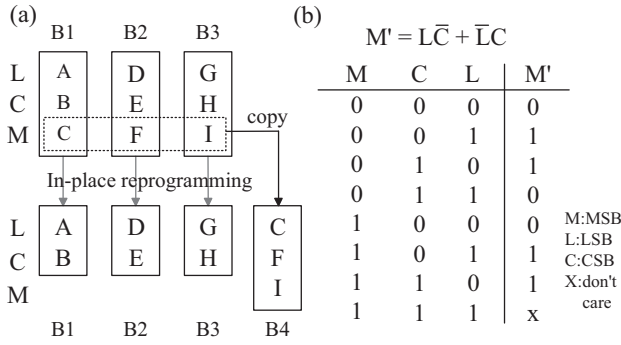 (a)
B1 B2 B3
L A D G
C B E H
M C F I
copy
In-place reprogramming
L A D G C
C B E H F
M I
B1 B2 B3 B4
(b)
M' = LC̅ + L̅C
M C L M'
0 0 0 0
0 0 1 1
0 1 0 1
0 1 1 0
1 0 0 0
1 0 1 1
1 1 0 1
1 1 1 x
M:MSB
L:LSB
C:CSB
X:don't
care